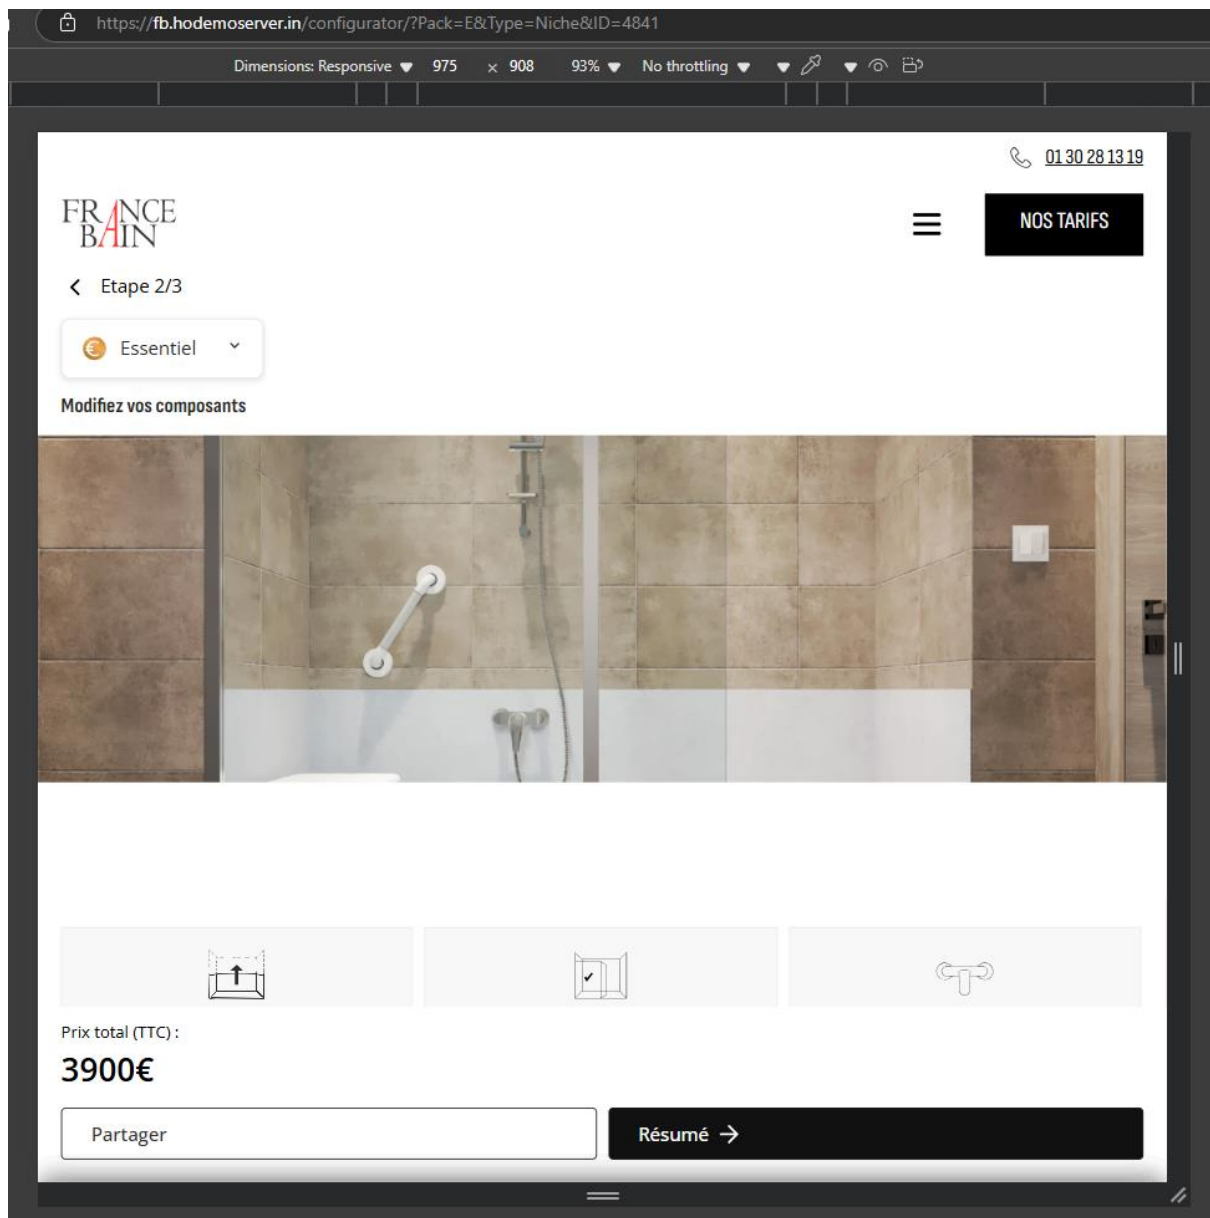 https://fb.hodemoserver.in/configurator/?Pack=E&Type=Niche&ID=4841
Dimensions: Responsive 975 × 908 93% No throttling
01 30 28 13 19
FRANCE
BAIN
NOS TARIFS
Etape 2/3
Essentiel
Modifiez vos composants
Prix total (TTC) :
3900€
Partager
Résumé →